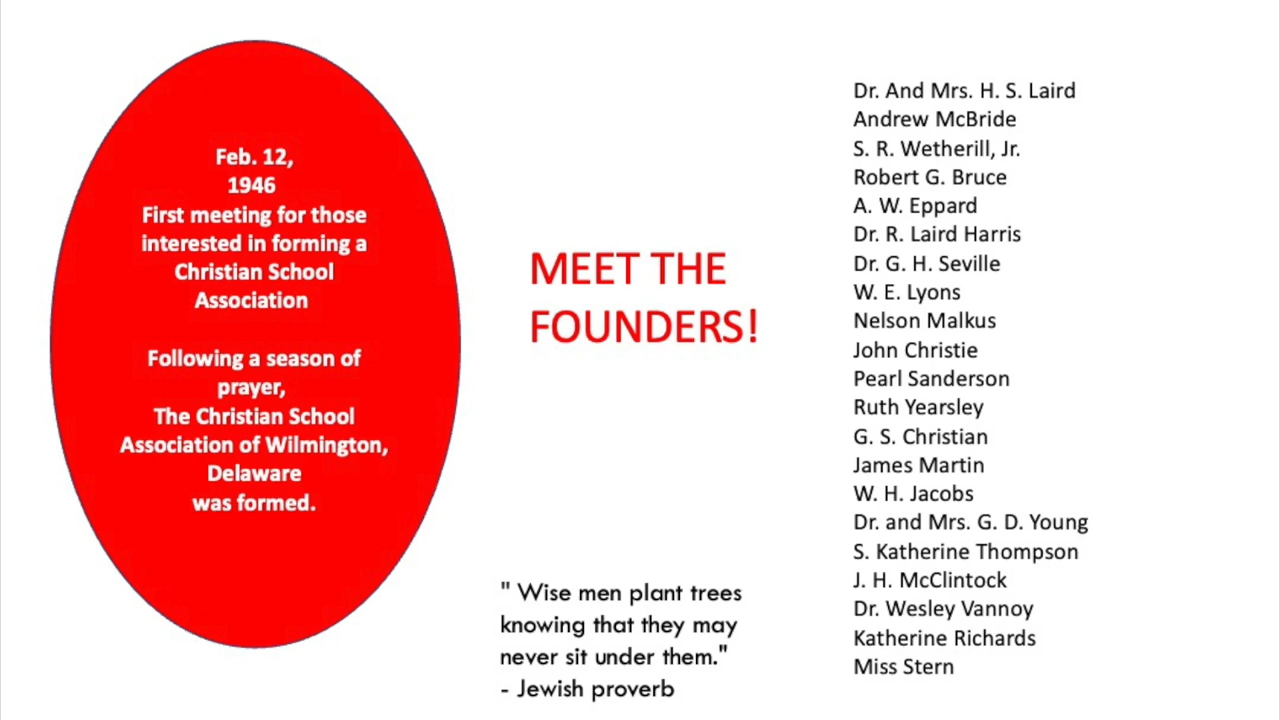 Feb. 12,
1946
First meeting for those
interested in forming a
Christian School
Association
Following a season of
prayer,
The Christian School
Association of Wilmington,
Delaware
was formed.
MEET THE
FOUNDERS!
" Wise men plant trees
knowing that they may
never sit under them."
- Jewish proverb
Dr. And Mrs. H. S. Laird
Andrew McBride
S. R. Wetherill, Jr.
Robert G. Bruce
A. W. Eppard
Dr. R. Laird Harris
Dr. G. H. Seville
W. E. Lyons
Nelson Malkus
John Christie
Pearl Sanderson
Ruth Yearsley
G. S. Christian
James Martin
W. H. Jacobs
Dr. and Mrs. G. D. Young
S. Katherine Thompson
J. H. McClintock
Dr. Wesley Vannoy
Katherine Richards
Miss Stern